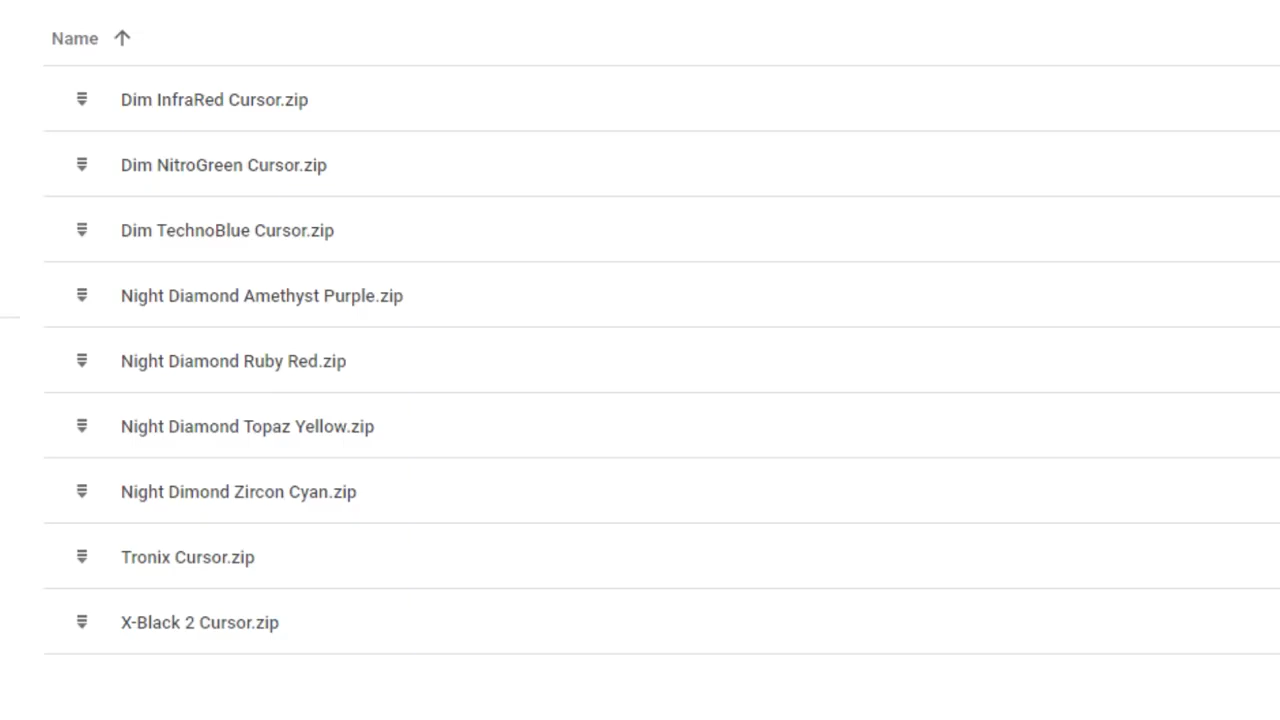 Name
Dim InfraRed Cursor.zip
Dim NitroGreen Cursor.zip
Dim TechnoBlue Cursor.zip
Night Diamond Amethyst Purple.zip
Night Diamond Ruby Red.zip
Night Diamond Topaz Yellow.zip
Night Dimond Zircon Cyan.zip
Tronix Cursor.zip
X-Black 2 Cursor.zip